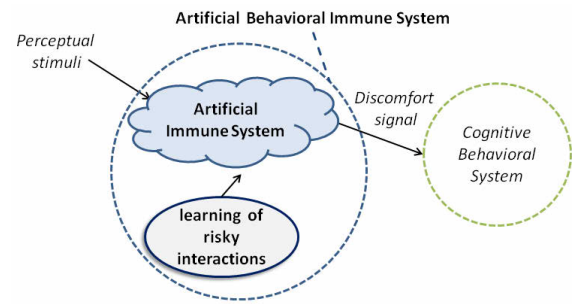 Artificial Behavioral Immune System
Perceptual
stimuli
Artificial
Immune System
Discomfort
signal
Cognitive
Behavioral
System
learning of
risky
interactions